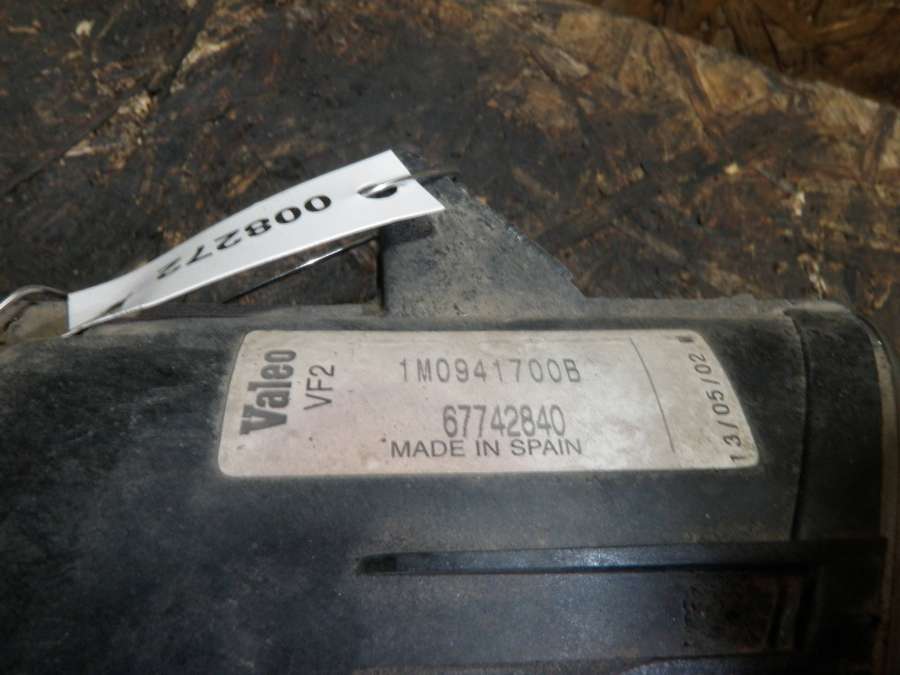 008272
Valeo
VF2
1M0941700B
67742840
MADE IN SPAIN
13/05/02